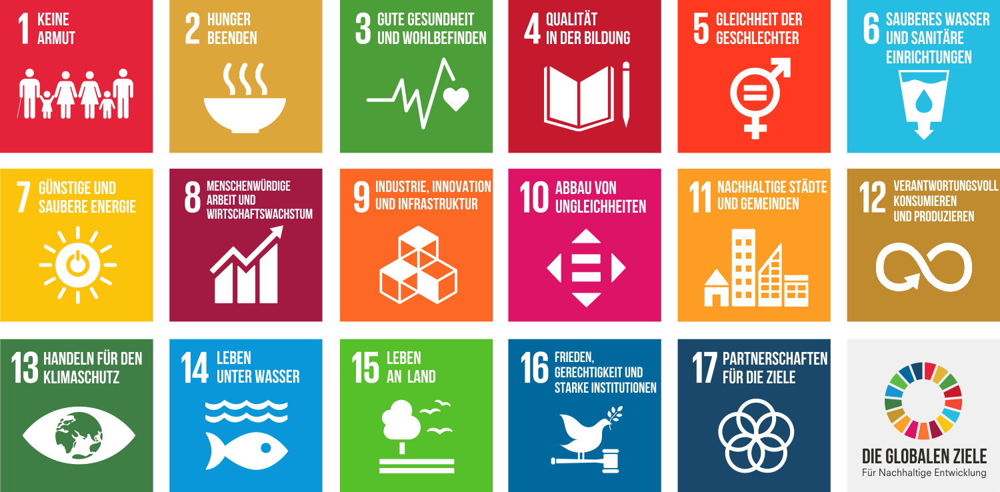 1 KEINE
ARMUT
2 HUNGER
BEENDEN
3 GUTE GESUNDHEIT
UND WOHLBEFINDEN
4 QUALITÄT
IN DER BILDUNG
5 GLEICHHEIT DER
GESCHLECHTER
6 SAUBERES WASSER
UND SANITÄRE
EINRICHTUNGEN
7 GÜNSTIGE UND
SAUBERE ENERGIE
8 MENSCHENWÜRDIGE
ARBEIT UND
WIRTSCHAFTSWACHSTUM
9 INDUSTRIE, INNOVATION
UND INFRASTRUKTUR
10 ABBAU VON
UNGLEICHHEITEN
11 NACHHALTIGE STÄDTE
UND GEMEINDEN
12 VERANTWORTUNGSVOLL
KONSUMIEREN
UND PRODUZIEREN
13 HANDELN FÜR DEN
KLIMASCHUTZ
14 LEBEN
UNTER WASSER
15 LEBEN
AN LAND
16 FRIEDEN,
GERECHTIGKEIT UND
STARKE INSTITUTIONEN
17 PARTNERSCHAFTEN
FÜR DIE ZIELE
DIE GLOBALEN ZIELE
Für Nachhaltige Entwicklung